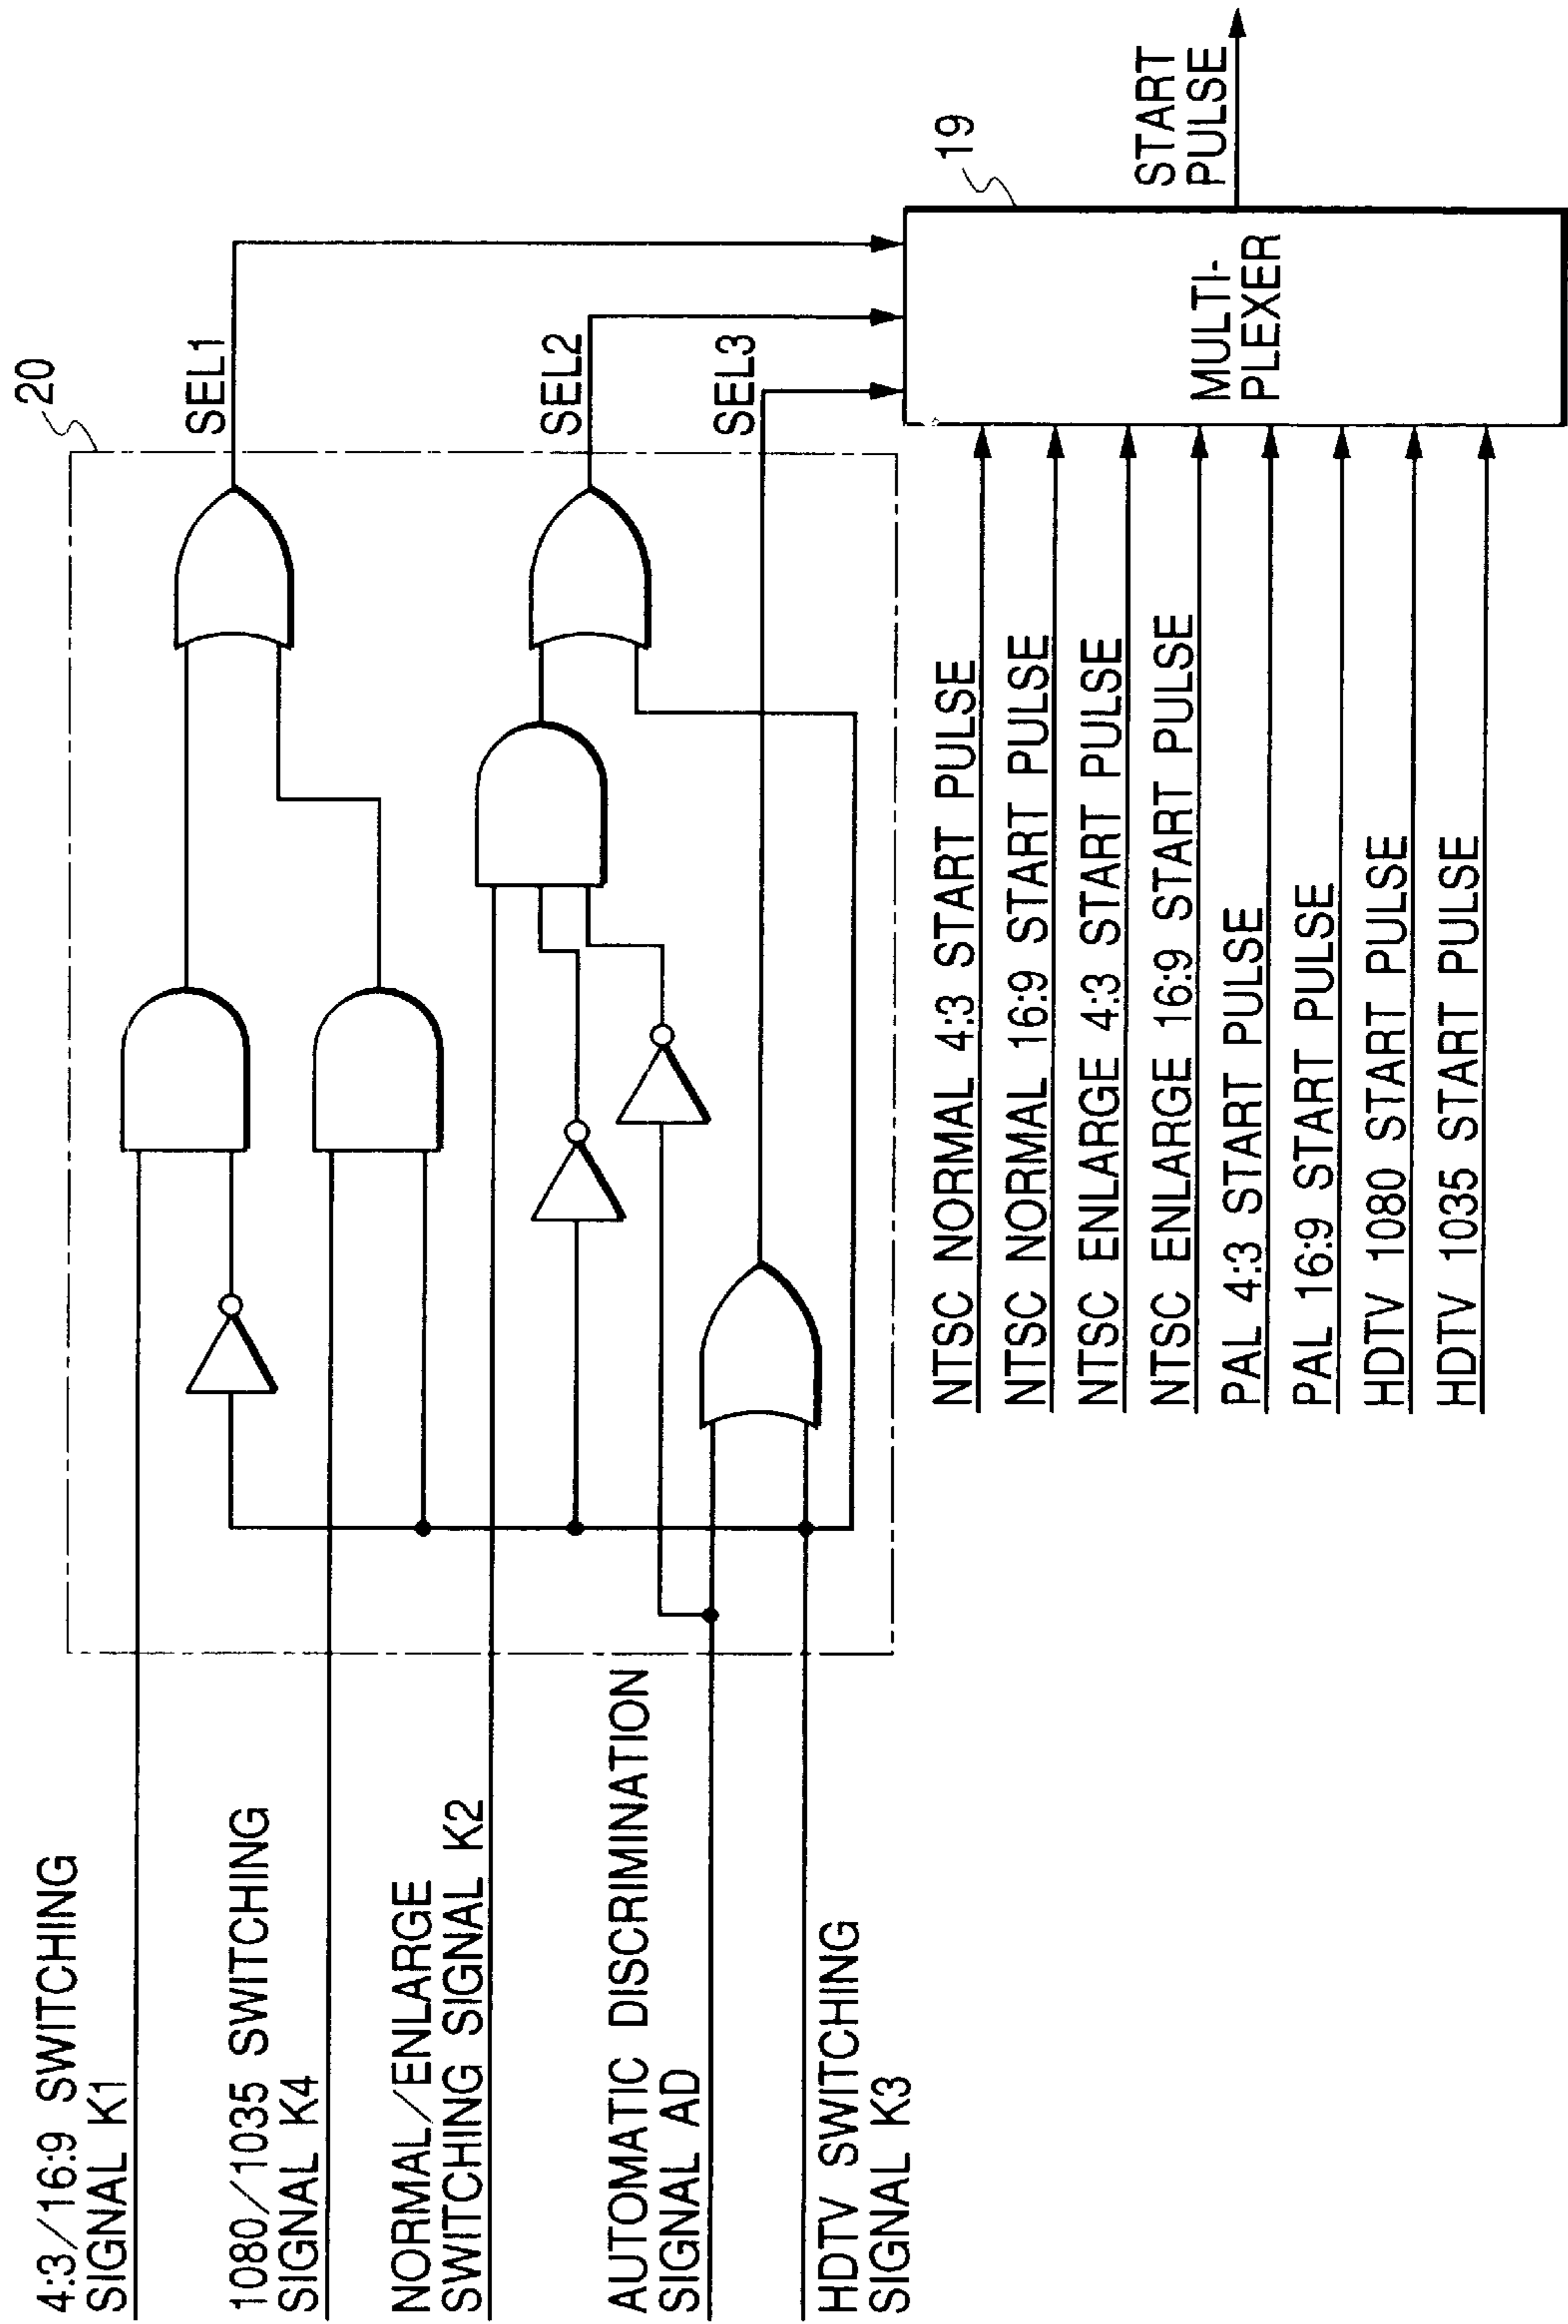 4:3/16:9 SWITCHING
SIGNAL K1
1080/1035 SWITCHING
SIGNAL K4
NORMAL/ENLARGE
SWITCHING SIGNAL K2
AUTOMATIC DISCRIMINATION
SIGNAL AD
HDTV SWITCHING
SIGNAL K3
20
SEL1
SEL2
SEL3
19
MULTI-
PLEXER
START
PULSE
NTSC NORMAL 4:3 START PULSE
NTSC NORMAL 16:9 START PULSE
NTSC ENLARGE 4:3 START PULSE
NTSC ENLARGE 16:9 START PULSE
PAL 4:3 START PULSE
PAL 16:9 START PULSE
HDTV 1080 START PULSE
HDTV 1035 START PULSE